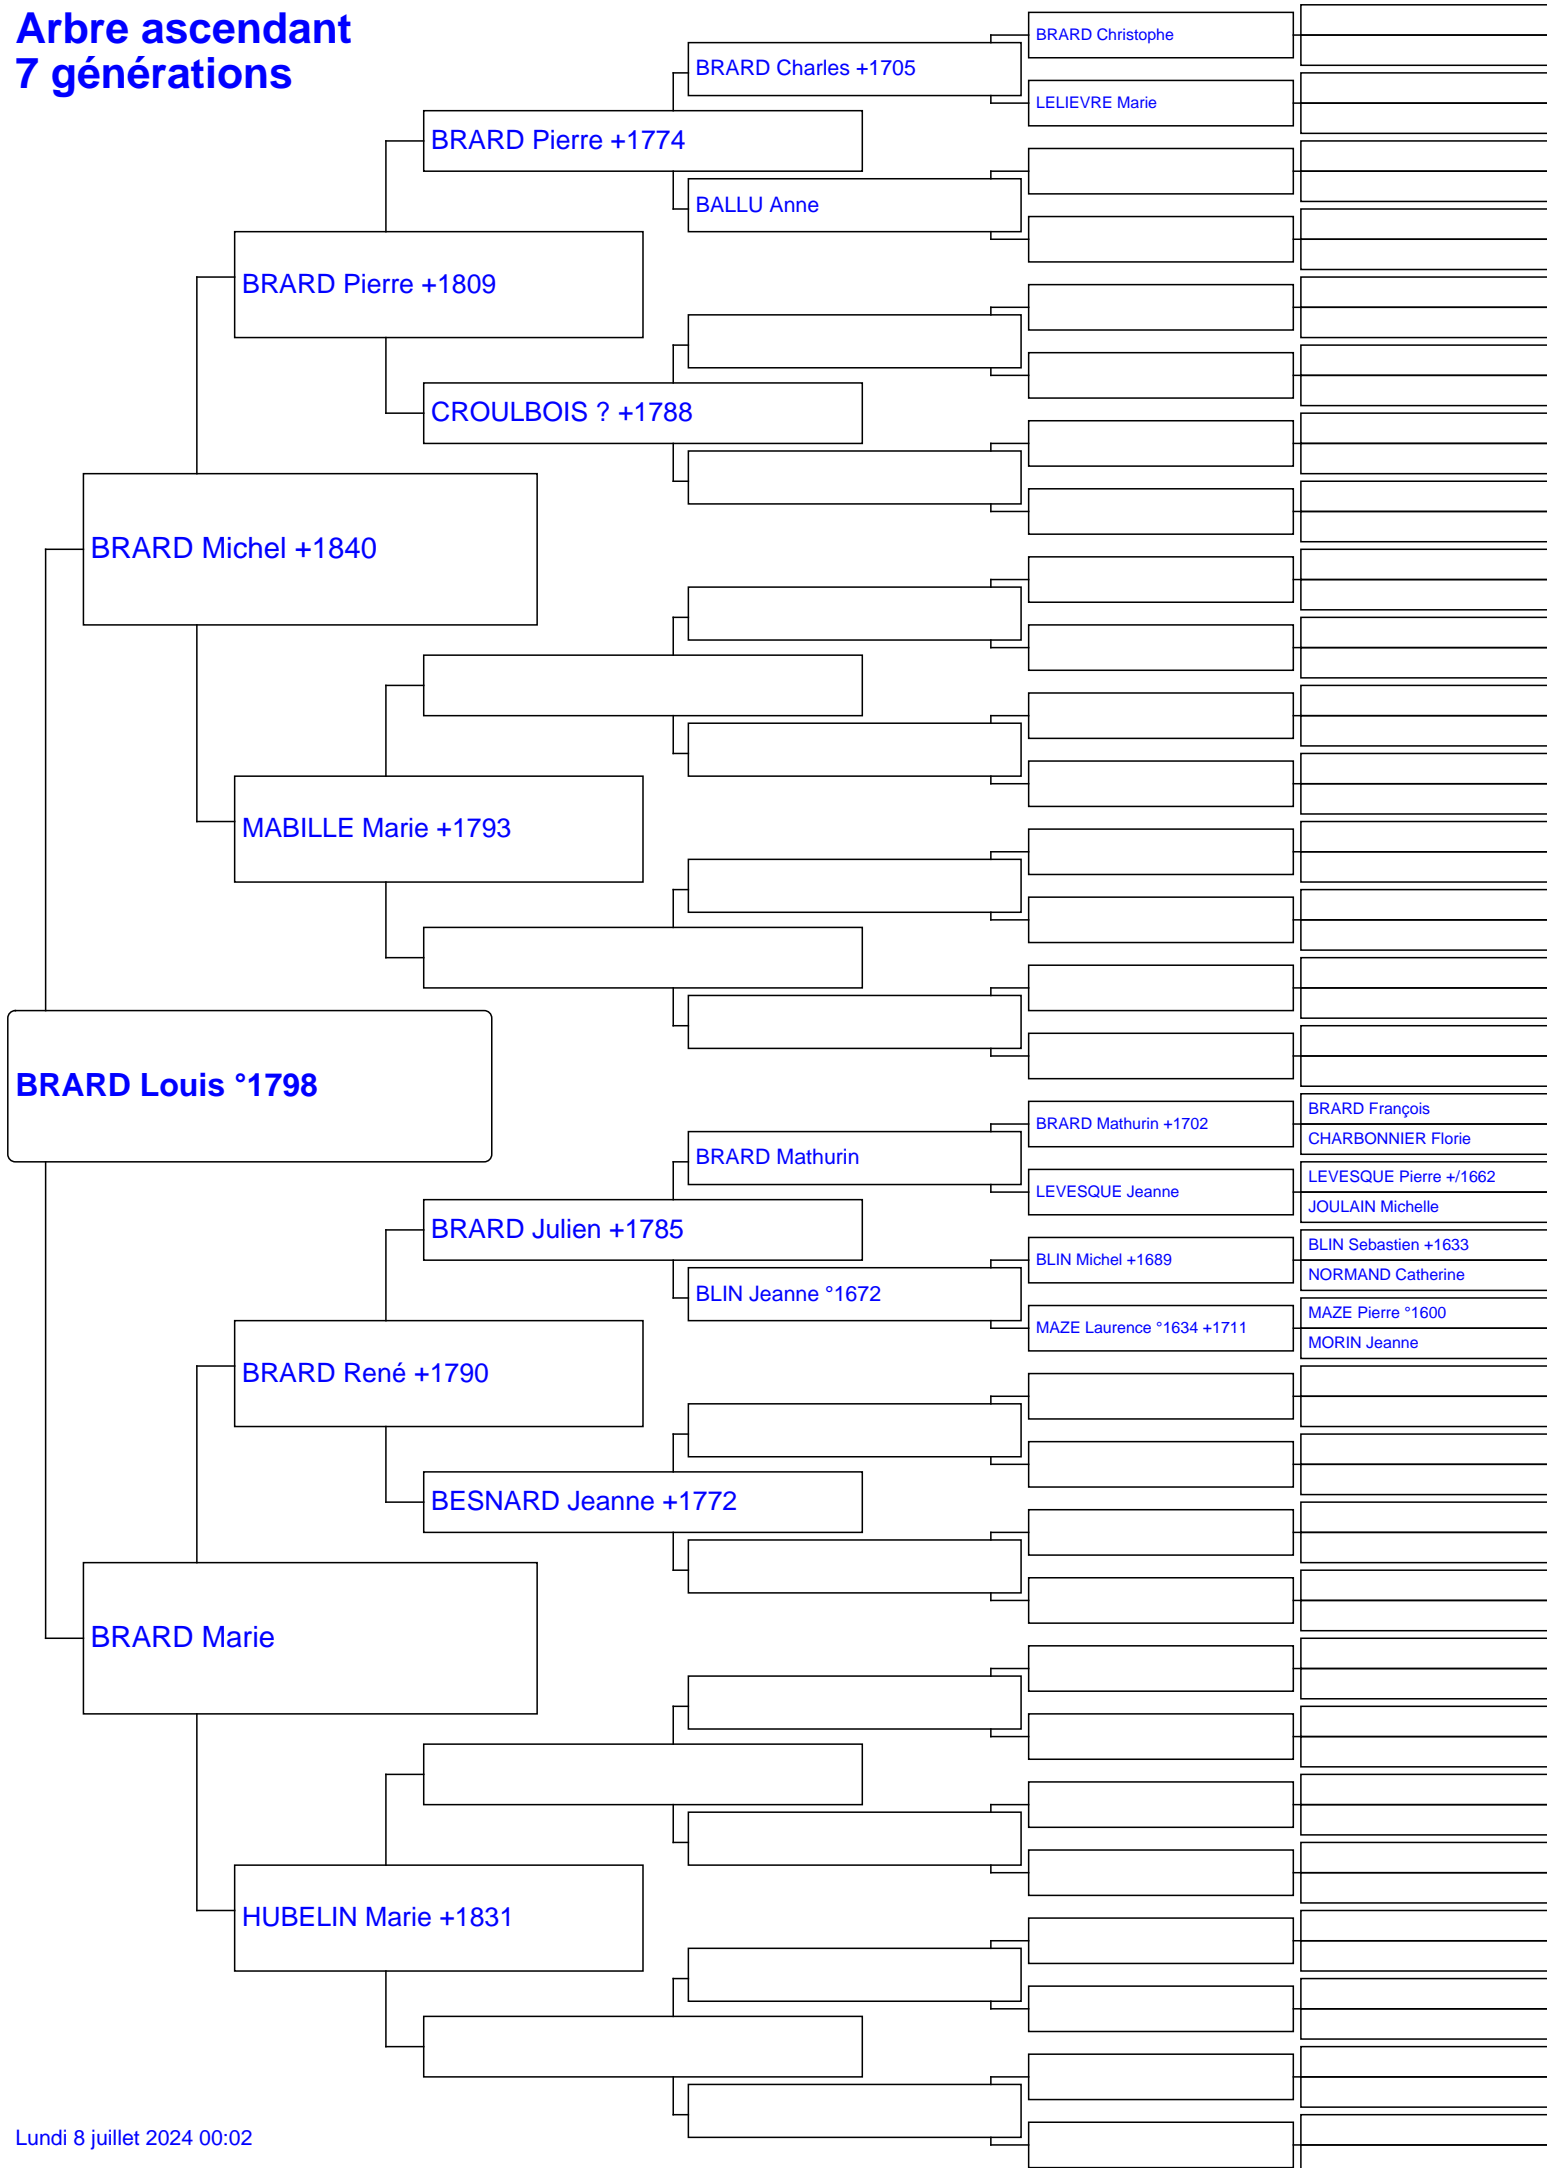 Arbre ascendant
7 générations
BRARD Christophe
BRARD Charles +1705
LELIEVRE Marie
BRARD Pierre +1774
BALLU Anne
BRARD Pierre +1809
CROULBOIS ? +1788
BRARD Michel +1840
MABILLE Marie +1793
BRARD Louis °1798
BRARD François
BRARD Mathurin +1702
CHARBONNIER Florie
BRARD Mathurin
LEVESQUE Pierre +/1662
LEVESQUE Jeanne
JOULAIN Michelle
BRARD Julien +1785
BLIN Sebastien +1633
BLIN Michel +1689
NORMAND Catherine
BLIN Jeanne °1672
MAZE Pierre °1600
MAZE Laurence °1634 +1711
MORIN Jeanne
BRARD René +1790
BESNARD Jeanne +1772
BRARD Marie
HUBELIN Marie +1831
Lundi 8 juillet 2024 00:02